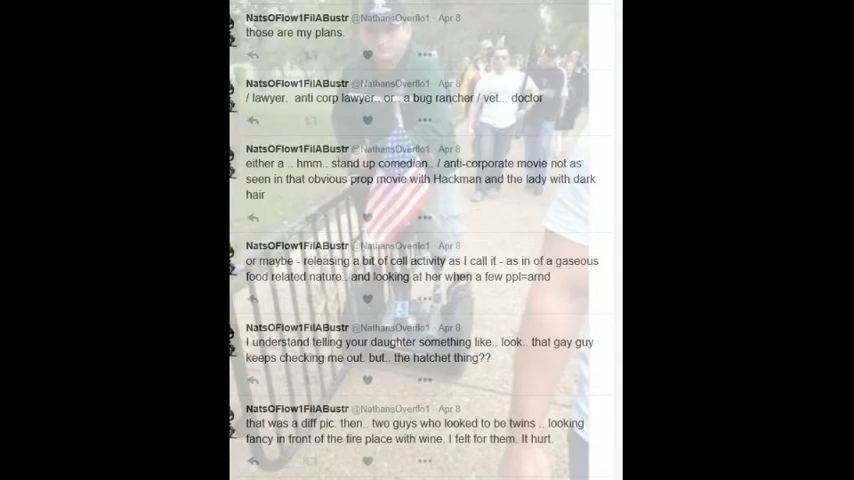 NatsOFlow1FilABustr @NathansOverflo1 · Apr 8
those are my plans.
NatsOFlow1FilABustr @NathansOverflo1 · Apr 8
/ lawyer. anti corp lawyer.. or.. a bug rancher / vet... doctor
NatsOFlow1FilABustr @NathansOverflo1 · Apr 8
either a .. hmm.. stand up comedian.. / anti-corporate movie not as
seen in that obvious prop movie with Hackman and the lady with dark
hair
NatsOFlow1FilABustr @NathansOverflo1 · Apr 8
or maybe - releasing a bit of cell activity as I call it - as in of a gaseous
food related nature.. and looking at her when a few ppl=arnd
NatsOFlow1FilABustr @NathansOverflo1 · Apr 8
I understand telling your daughter something like.. look.. that gay guy
keeps checking me out. but.. the hatchet thing??
NatsOFlow1FilABustr @NathansOverflo1 · Apr 8
that was a diff pic. then.. two guys who looked to be twins .. looking
fancy in front of the fire place with wine. I felt for them. It hurt.